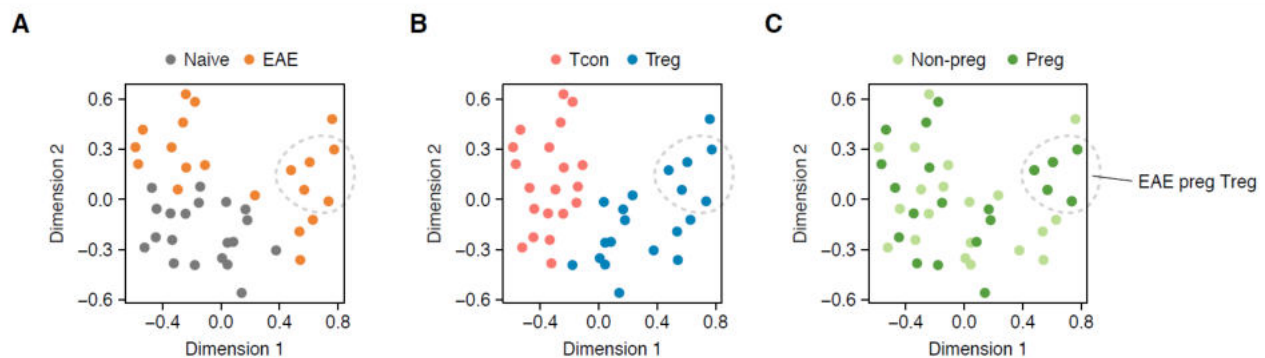 A
Naive EAE
Dimension 2
0.6
0.3
0.0
−0.3
−0.6
−0.4 0.0 0.4 0.8
Dimension 1
B
Tcon Treg
Dimension 2
0.6
0.3
0.0
−0.3
−0.6
−0.4 0.0 0.4 0.8
Dimension 1
C
Non-preg Preg
Dimension 2
0.6
0.3
0.0
−0.3
−0.6
−0.4 0.0 0.4 0.8
Dimension 1
EAE preg Treg